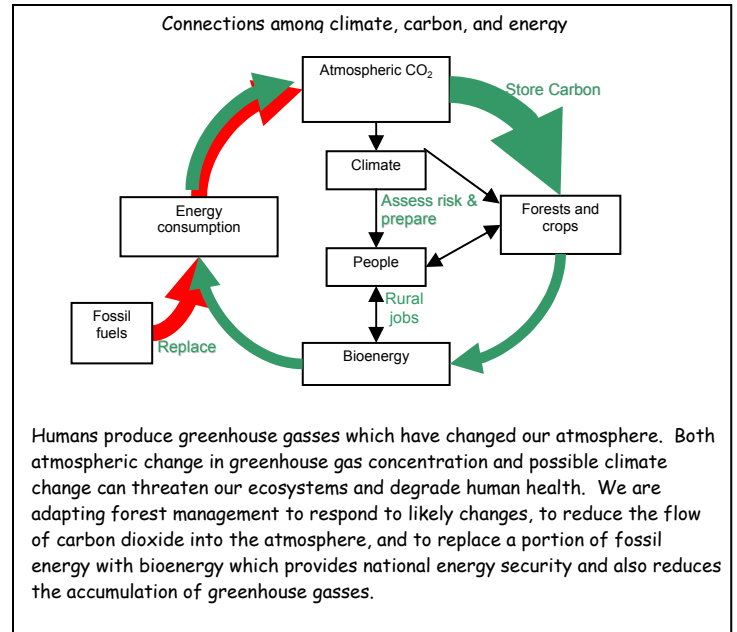 Connections among climate, carbon, and energy
Atmospheric CO₂
Store Carbon
Climate
Assess risk &
prepare
Forests and
crops
Energy
consumption
People
Rural
jobs
Fossil
fuels
Replace
Bioenergy
Humans produce greenhouse gasses which have changed our atmosphere.  Both
atmospheric change in greenhouse gas concentration and possible climate
change can threaten our ecosystems and degrade human health.  We are
adapting forest management to respond to likely changes, to reduce the flow
of carbon dioxide into the atmosphere, and to replace a portion of fossil
energy with bioenergy which provides national energy security and also reduces
the accumulation of greenhouse gasses.